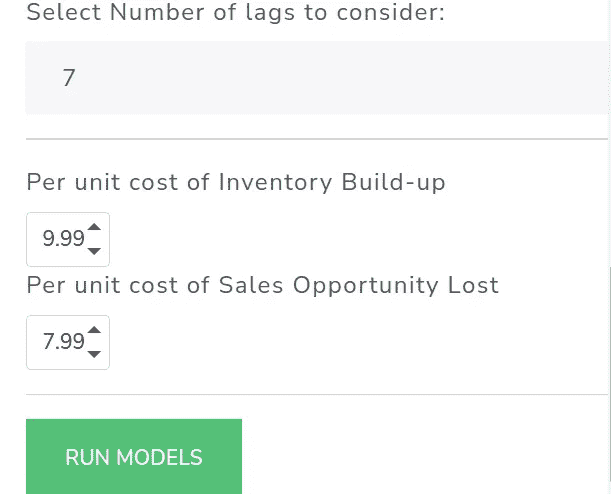 Select Number of lags to consider:
7
Per unit cost of Inventory Build-up
9.99
Per unit cost of Sales Opportunity Lost
7.99
RUN MODELS